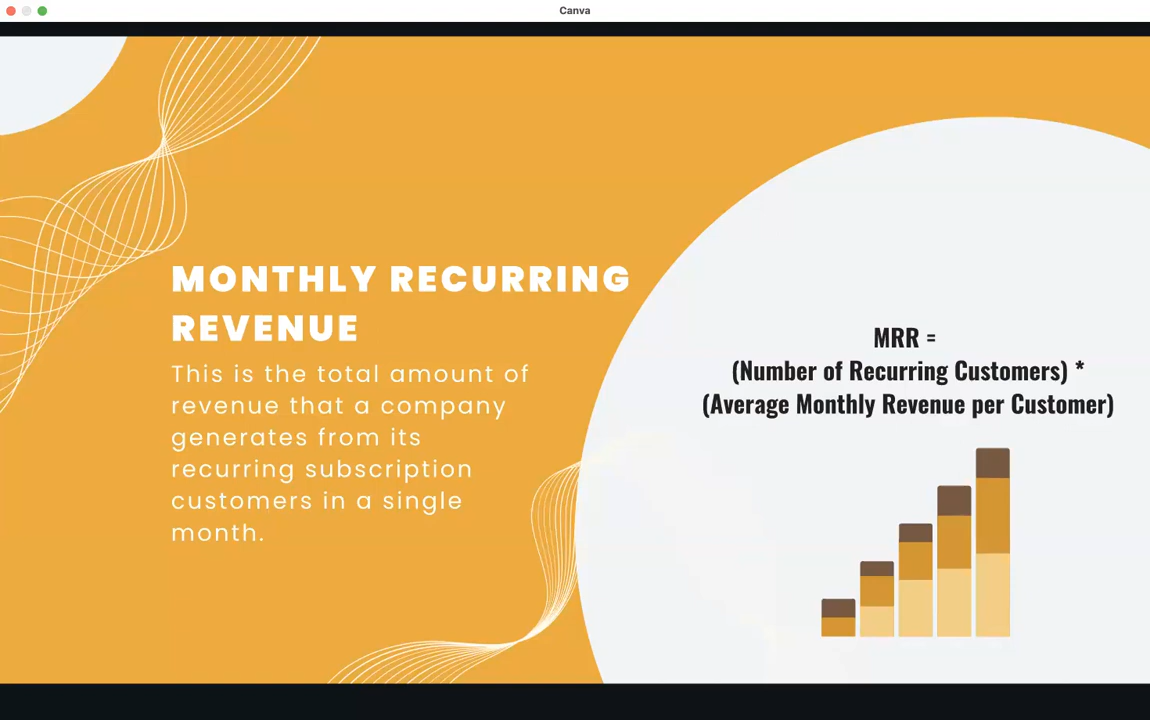 Canva
MONTHLY RECURRING
REVENUE
This is the total amount of
revenue that a company
generates from its
recurring subscription
customers in a single
month.
MRR =
(Number of Recurring Customers) *
(Average Monthly Revenue per Customer)